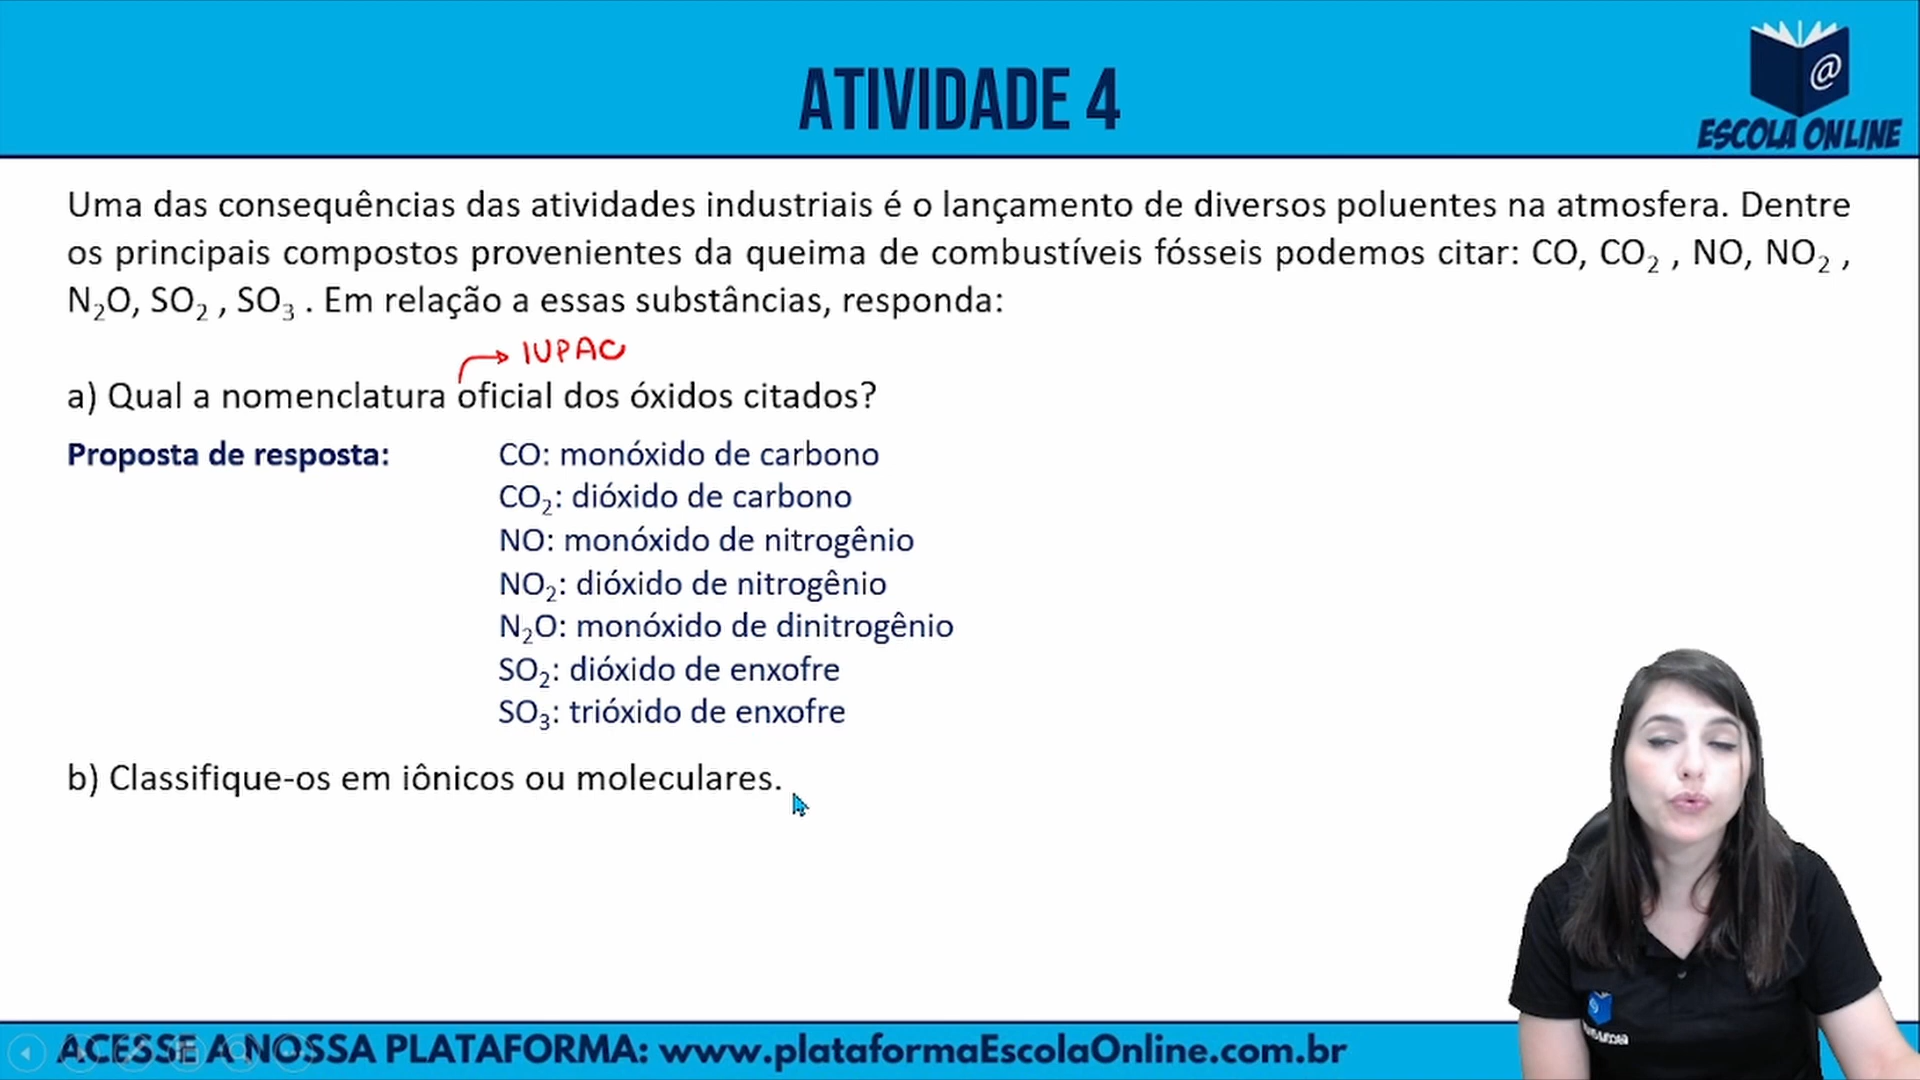 ATIVIDADE 4
@
ESCOLA ONLINE
Uma das consequências das atividades industriais é o lançamento de diversos poluentes na atmosfera. Dentre
os principais compostos provenientes da queima de combustíveis fósseis podemos citar: CO, CO₂ , NO, NO₂ ,
N₂O, SO₂ , SO₃ . Em relação a essas substâncias, responda:
IUPAC
a) Qual a nomenclatura oficial dos óxidos citados?
Proposta de resposta: CO: monóxido de carbono
CO₂: dióxido de carbono
NO: monóxido de nitrogênio
NO₂: dióxido de nitrogênio
N₂O: monóxido de dinitrogênio
SO₂: dióxido de enxofre
SO₃: trióxido de enxofre
b) Classifique-os em iônicos ou moleculares.
ACESSE A NOSSA PLATAFORMA: www.plataformaEscolaOnline.com.br